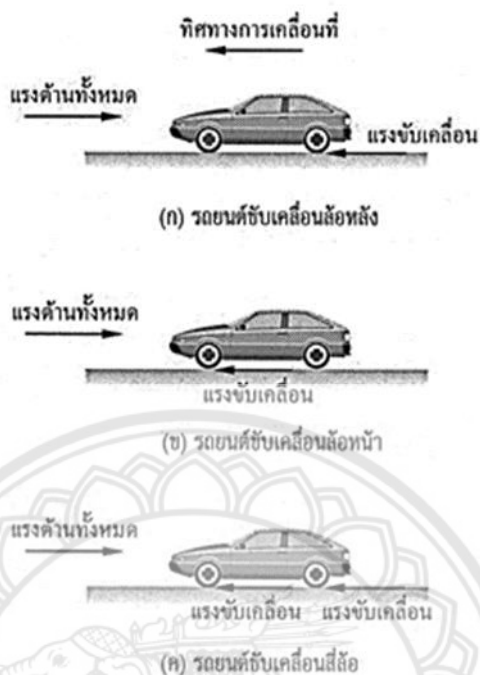 ทิศทางการเคลื่อนที่
แรงต้านทั้งหมด
แรงขับเคลื่อน
(ก) รถยนต์ขับเคลื่อนล้อหลัง
แรงต้านทั้งหมด
แรงขับเคลื่อน
(ข) รถยนต์ขับเคลื่อนล้อหน้า
แรงต้านทั้งหมด
แรงขับเคลื่อน แรงขับเคลื่อน
(ค) รถยนต์ขับเคลื่อนสี่ล้อ